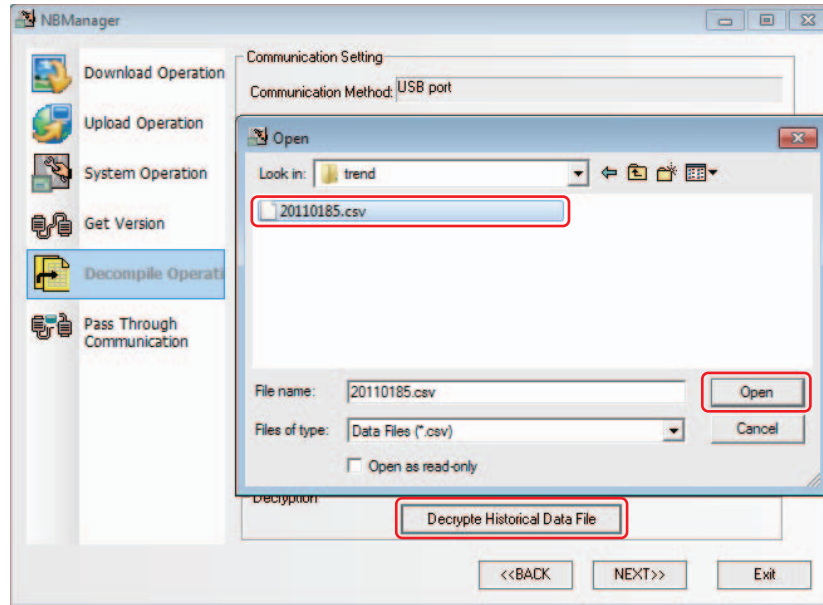 NBManager
Download Operation
Upload Operation
System Operation
Get Version
Decompile Operati
Pass Through
Communication
Communication Setting
Communication Method: USB port
Open
Look in: trend
20110185.csv
File name: 20110185.csv
Open
Files of type: Data Files (*.csv)
Cancel
Open as read-only
Decryption
Decrypte Historical Data File
<<BACK NEXT>> Exit